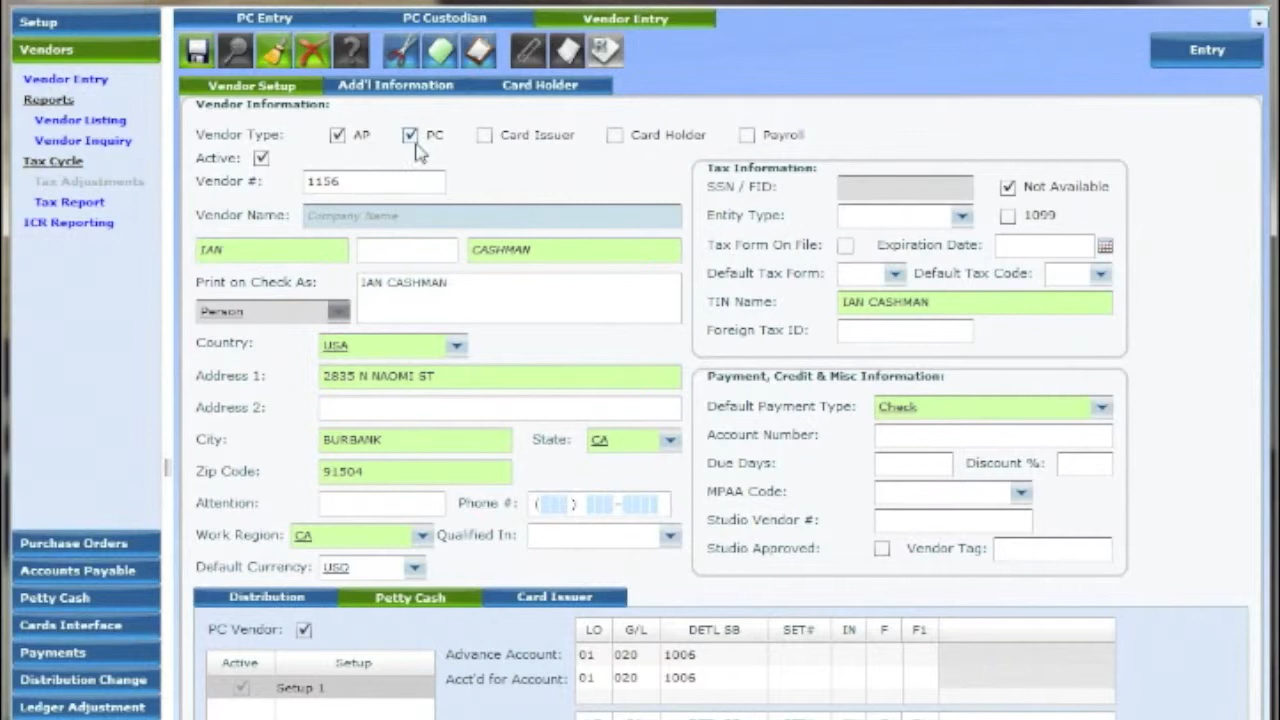 Setup
Vendors
Vendor Entry
Reports
Vendor Listing
Vendor Inquiry
Tax Cycle
Tax Adjustments
Tax Report
ICR Reporting
Purchase Orders
Accounts Payable
Petty Cash
Cards Interface
Payments
Distribution Change
Ledger Adjustment
PC Entry PC Custodian Vendor Entry
Entry
Vendor Setup Add'l Information Card Holder
Vendor Information:
Vendor Type: AP PC Card Issuer Card Holder Payroll
Active:
Vendor #: 1156
Vendor Name: Company Name
IAN CASHMAN
Print on Check As: IAN CASHMAN
Person
Country: USA
Address 1: 2835 N NAOMI ST
Address 2:
City: BURBANK State: CA
Zip Code: 91504
Attention: Phone #: ( ) -
Work Region: CA Qualified In:
Default Currency: USD
Tax Information:
SSN / FID: Not Available
Entity Type: 1099
Tax Form On File: Expiration Date:
Default Tax Form: Default Tax Code:
TIN Name: IAN CASHMAN
Foreign Tax ID:
Payment, Credit & Misc Information:
Default Payment Type: Check
Account Number:
Due Days: Discount %:
MPAA Code:
Studio Vendor #:
Studio Approved: Vendor Tag:
Distribution Petty Cash Card Issuer
PC Vendor:
Active Setup
Setup 1
LO G/L DETL SB SET# IN F F1
Advance Account: 01 020 1006
Acct'd for Account: 01 020 1006
LO G/L DETL SB SET# IN F F1